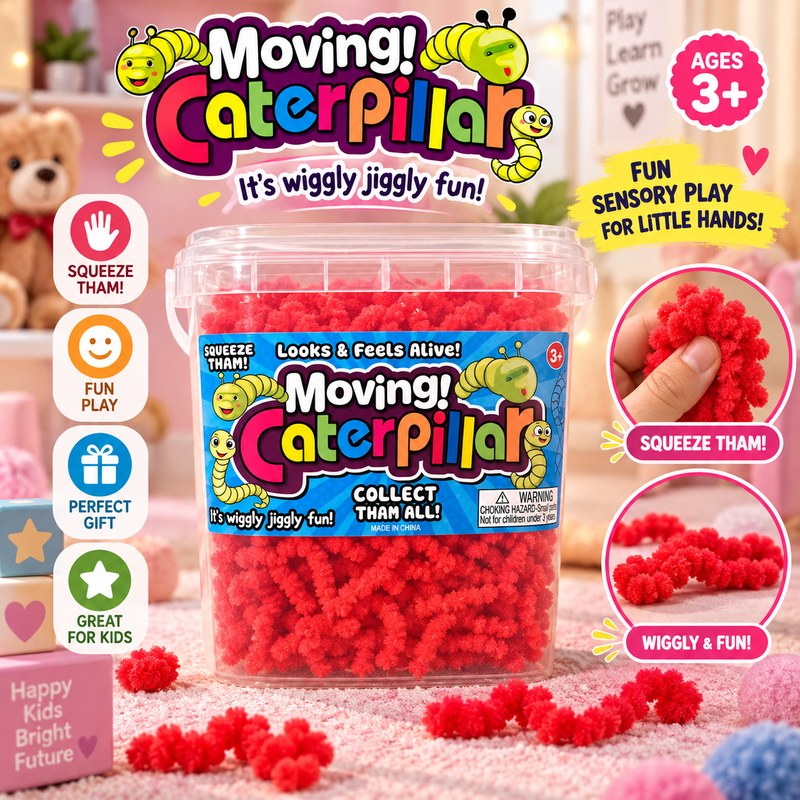 Moving!
Caterpillar
It's wiggly jiggly fun!
Play
Learn
Grow
AGES
3+
FUN
SENSORY PLAY
FOR LITTLE HANDS!
SQUEEZE
THAM!
FUN
PLAY
PERFECT
GIFT
GREAT
FOR KIDS
SQUEEZE
THAM!
Looks & Feels Alive!
3+
Moving!
Caterpillar
It's wiggly jiggly fun!
COLLECT
THAM ALL!
MADE IN CHINA
WARNING
CHOKING HAZARD-Small parts
Not for children under 3 years
SQUEEZE THAM!
WIGGLY & FUN!
Happy
Kids
Bright
Future